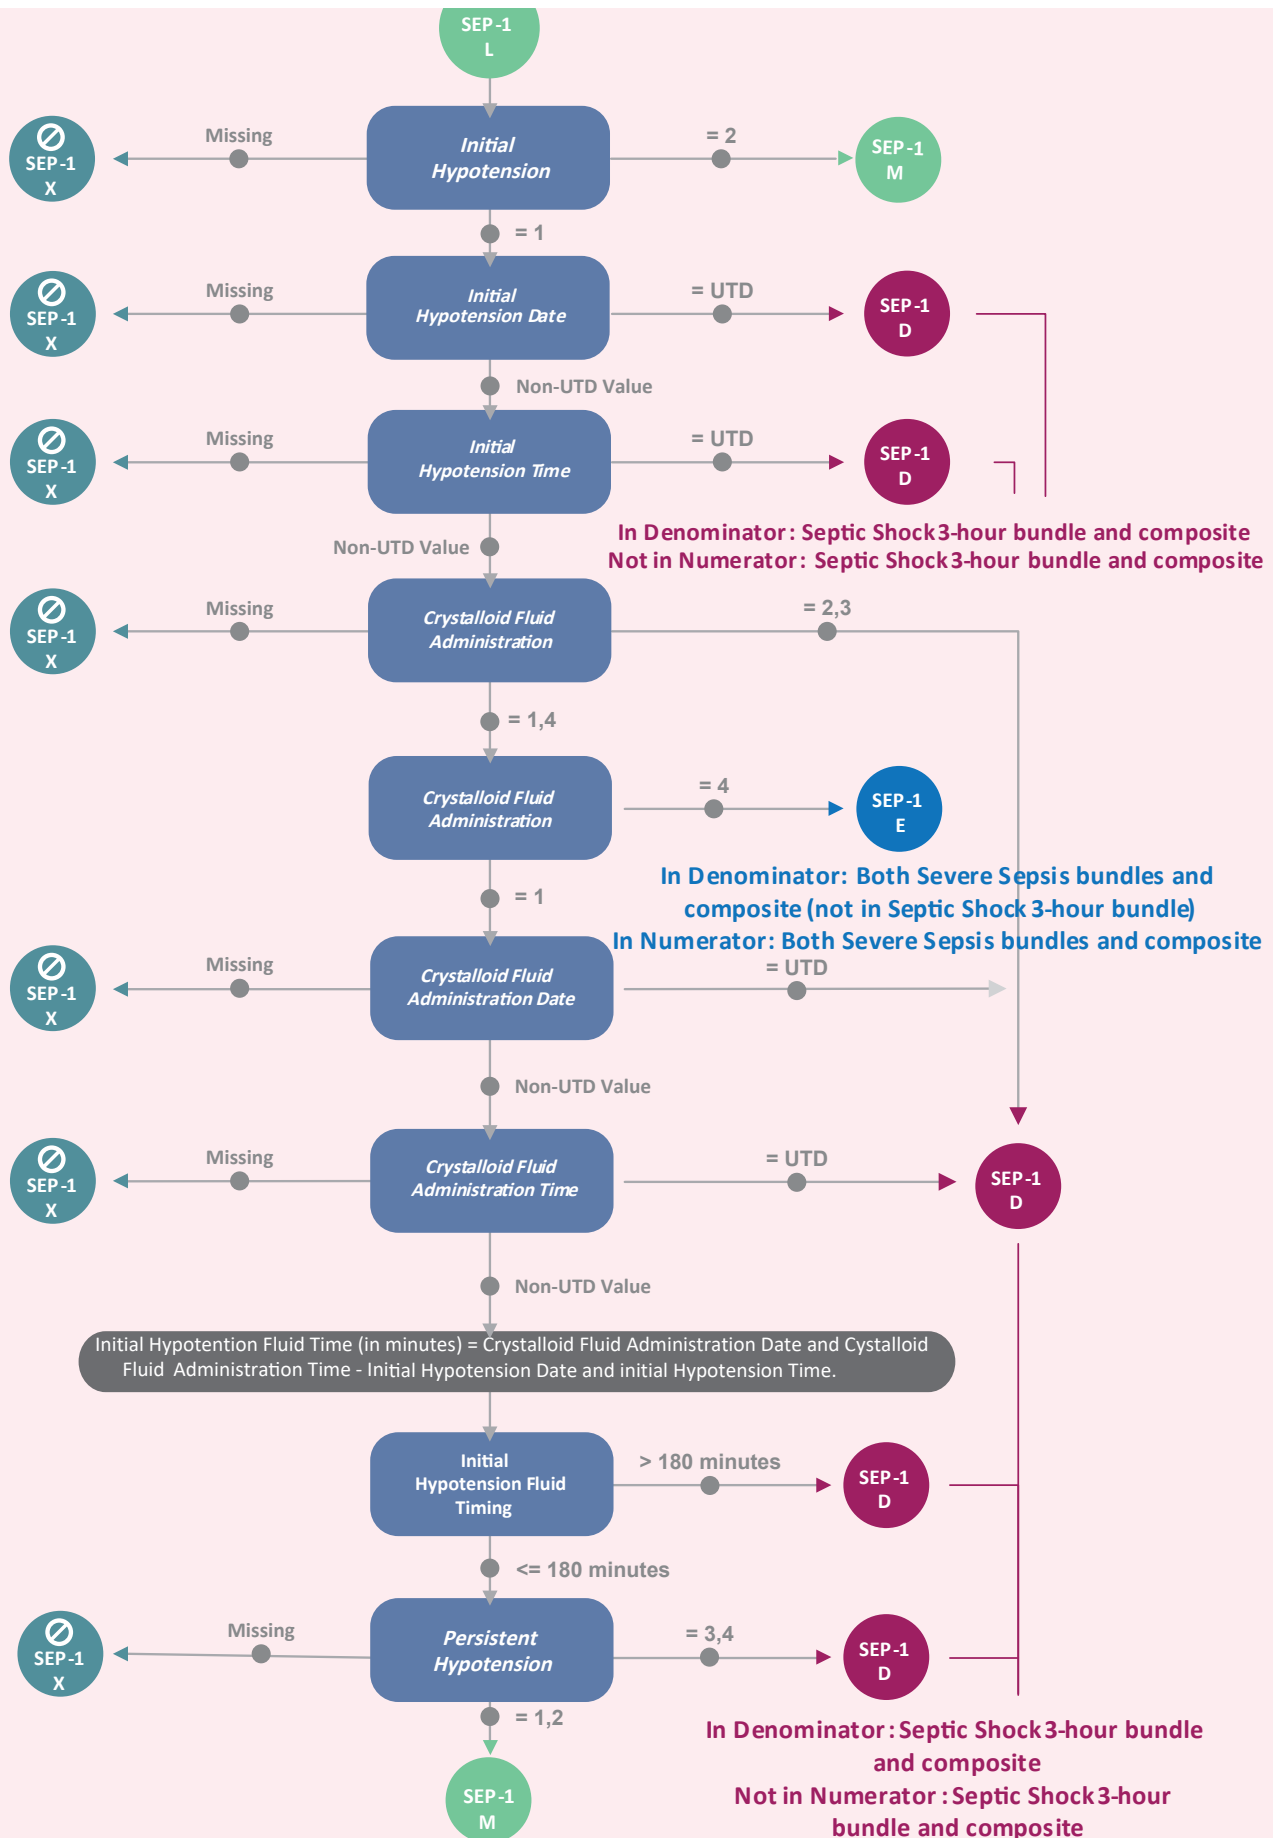 SEP-1
L
Missing
SEP-1
X
Initial
Hypotension
= 2
SEP-1
M
= 1
Missing
SEP-1
X
Initial
Hypotension Date
= UTD
SEP-1
D
Non-UTD Value
Missing
SEP-1
X
Initial
Hypotension Time
= UTD
SEP-1
D
In Denominator: Septic Shock 3-hour bundle and composite
Not in Numerator: Septic Shock 3-hour bundle and composite
Non-UTD Value
Missing
SEP-1
X
Crystalloid Fluid
Administration
= 2,3
= 1,4
Crystalloid Fluid
Administration
= 4
SEP-1
E
In Denominator: Both Severe Sepsis bundles and
composite (not in Septic Shock 3-hour bundle)
In Numerator: Both Severe Sepsis bundles and composite
= 1
Missing
SEP-1
X
Crystalloid Fluid
Administration Date
= UTD
Non-UTD Value
Missing
SEP-1
X
Crystalloid Fluid
Administration Time
= UTD
SEP-1
D
Non-UTD Value
Initial Hypotention Fluid Time (in minutes) = Crystalloid Fluid Administration Date and Cystalloid
Fluid Administration Time - Initial Hypotension Date and initial Hypotension Time.
Initial
Hypotension Fluid
Timing
> 180 minutes
SEP-1
D
<= 180 minutes
Missing
SEP-1
X
Persistent
Hypotension
= 3,4
SEP-1
D
= 1,2
SEP-1
M
In Denominator: Septic Shock 3-hour bundle
and composite
Not in Numerator: Septic Shock 3-hour
bundle and composite